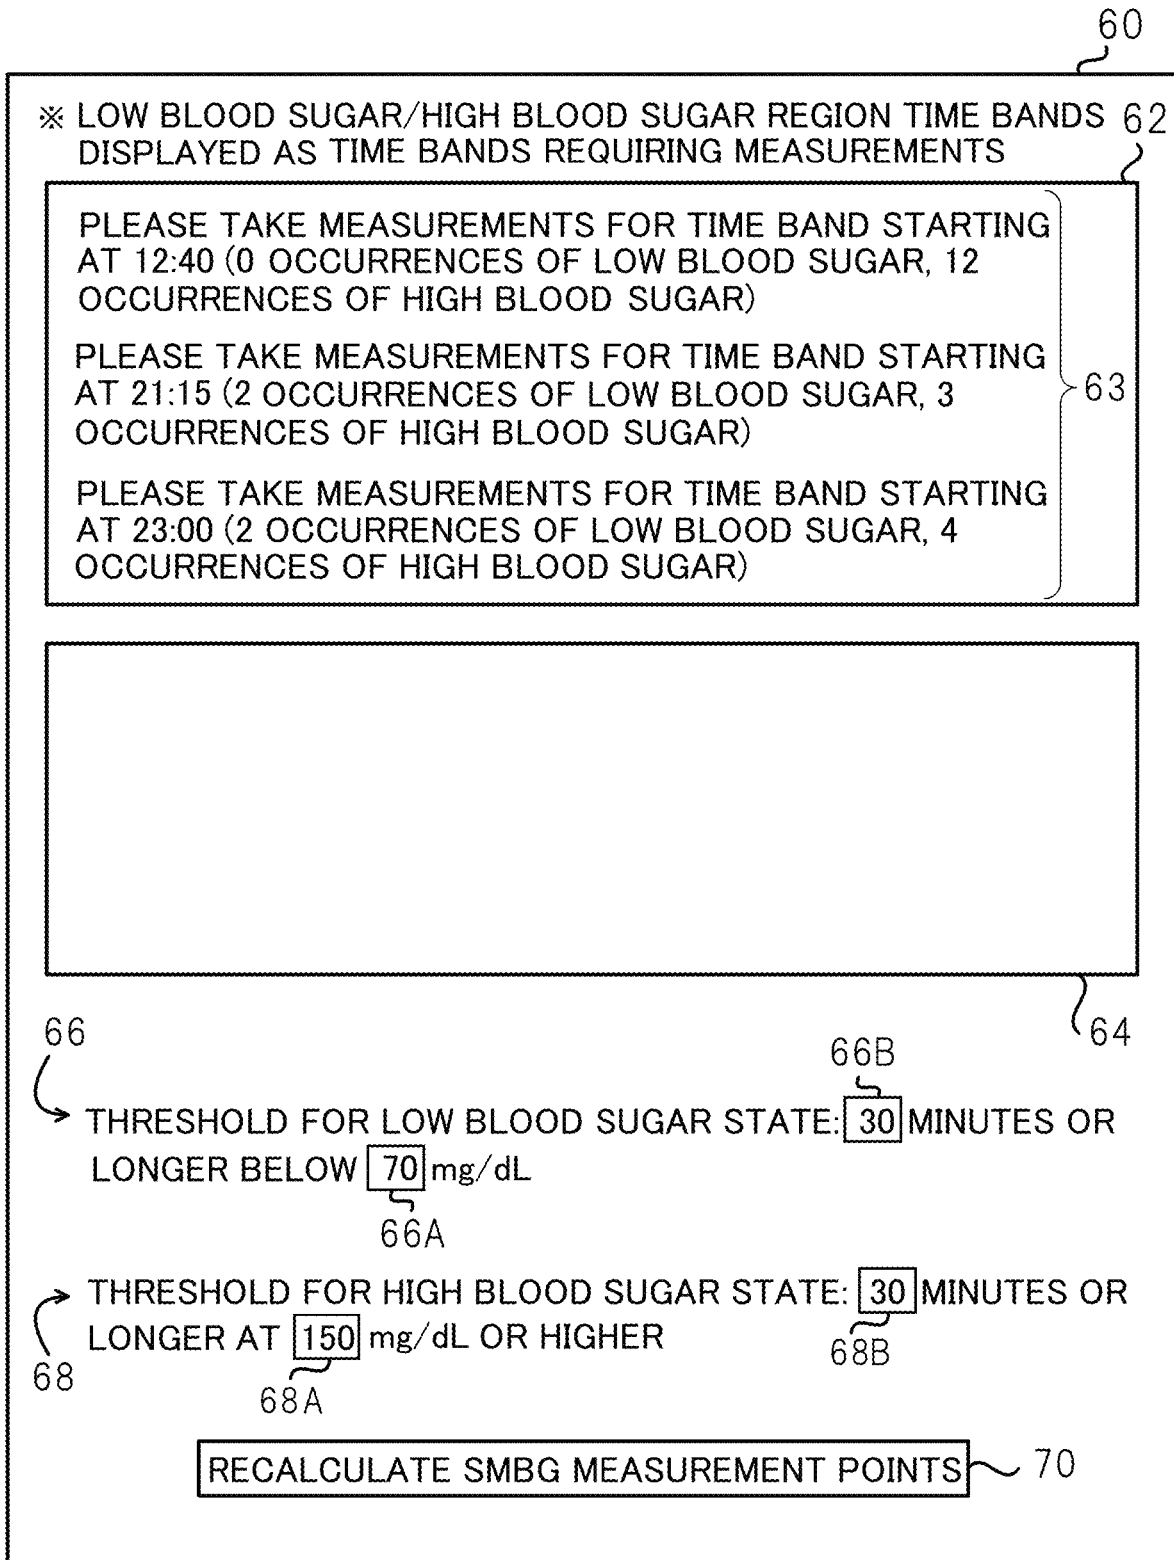 60
※ LOW BLOOD SUGAR/HIGH BLOOD SUGAR REGION TIME BANDS 62
DISPLAYED AS TIME BANDS REQUIRING MEASUREMENTS
PLEASE TAKE MEASUREMENTS FOR TIME BAND STARTING
AT 12:40 (0 OCCURRENCES OF LOW BLOOD SUGAR, 12
OCCURRENCES OF HIGH BLOOD SUGAR)
PLEASE TAKE MEASUREMENTS FOR TIME BAND STARTING
AT 21:15 (2 OCCURRENCES OF LOW BLOOD SUGAR, 3
OCCURRENCES OF HIGH BLOOD SUGAR)
63
PLEASE TAKE MEASUREMENTS FOR TIME BAND STARTING
AT 23:00 (2 OCCURRENCES OF LOW BLOOD SUGAR, 4
OCCURRENCES OF HIGH BLOOD SUGAR)
64
66
66B
THRESHOLD FOR LOW BLOOD SUGAR STATE: 30 MINUTES OR
LONGER BELOW 70 mg/dL
66A
THRESHOLD FOR HIGH BLOOD SUGAR STATE: 30 MINUTES OR
LONGER AT 150 mg/dL OR HIGHER
68B
68
68A
RECALCULATE SMBG MEASUREMENT POINTS 70